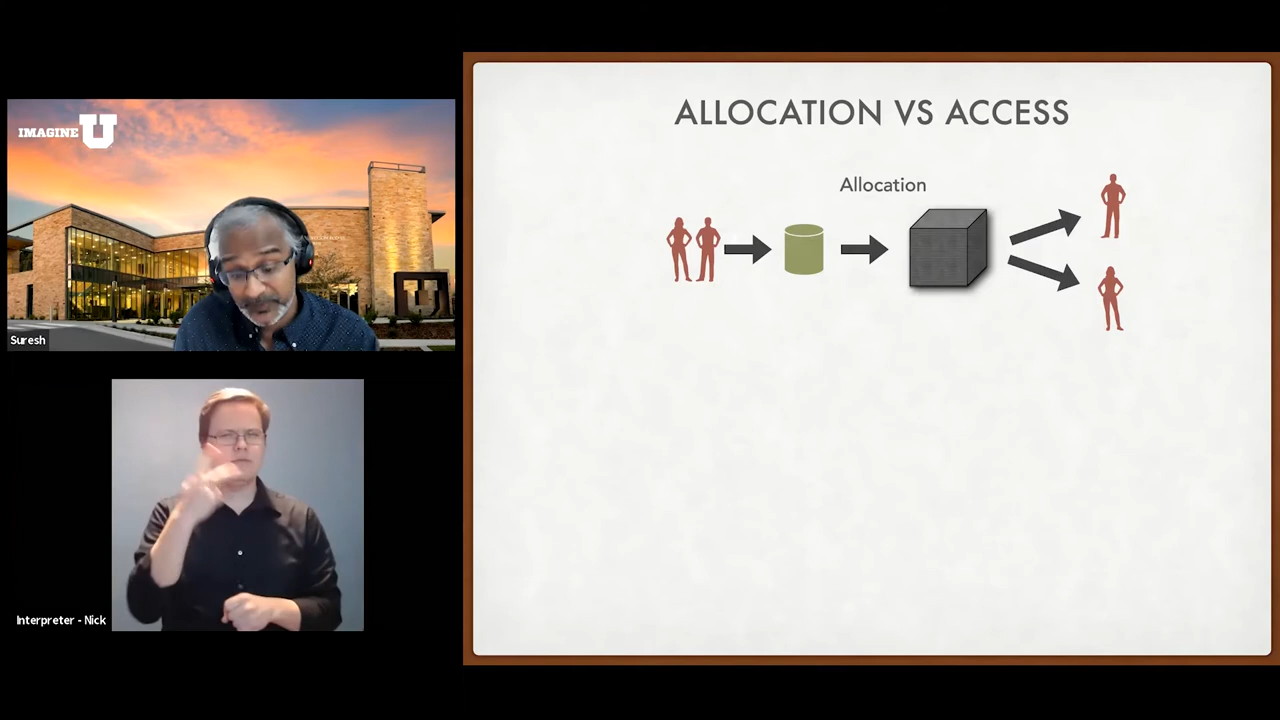 IMAGINE U
Suresh
Interpreter - Nick
ALLOCATION VS ACCESS
Allocation